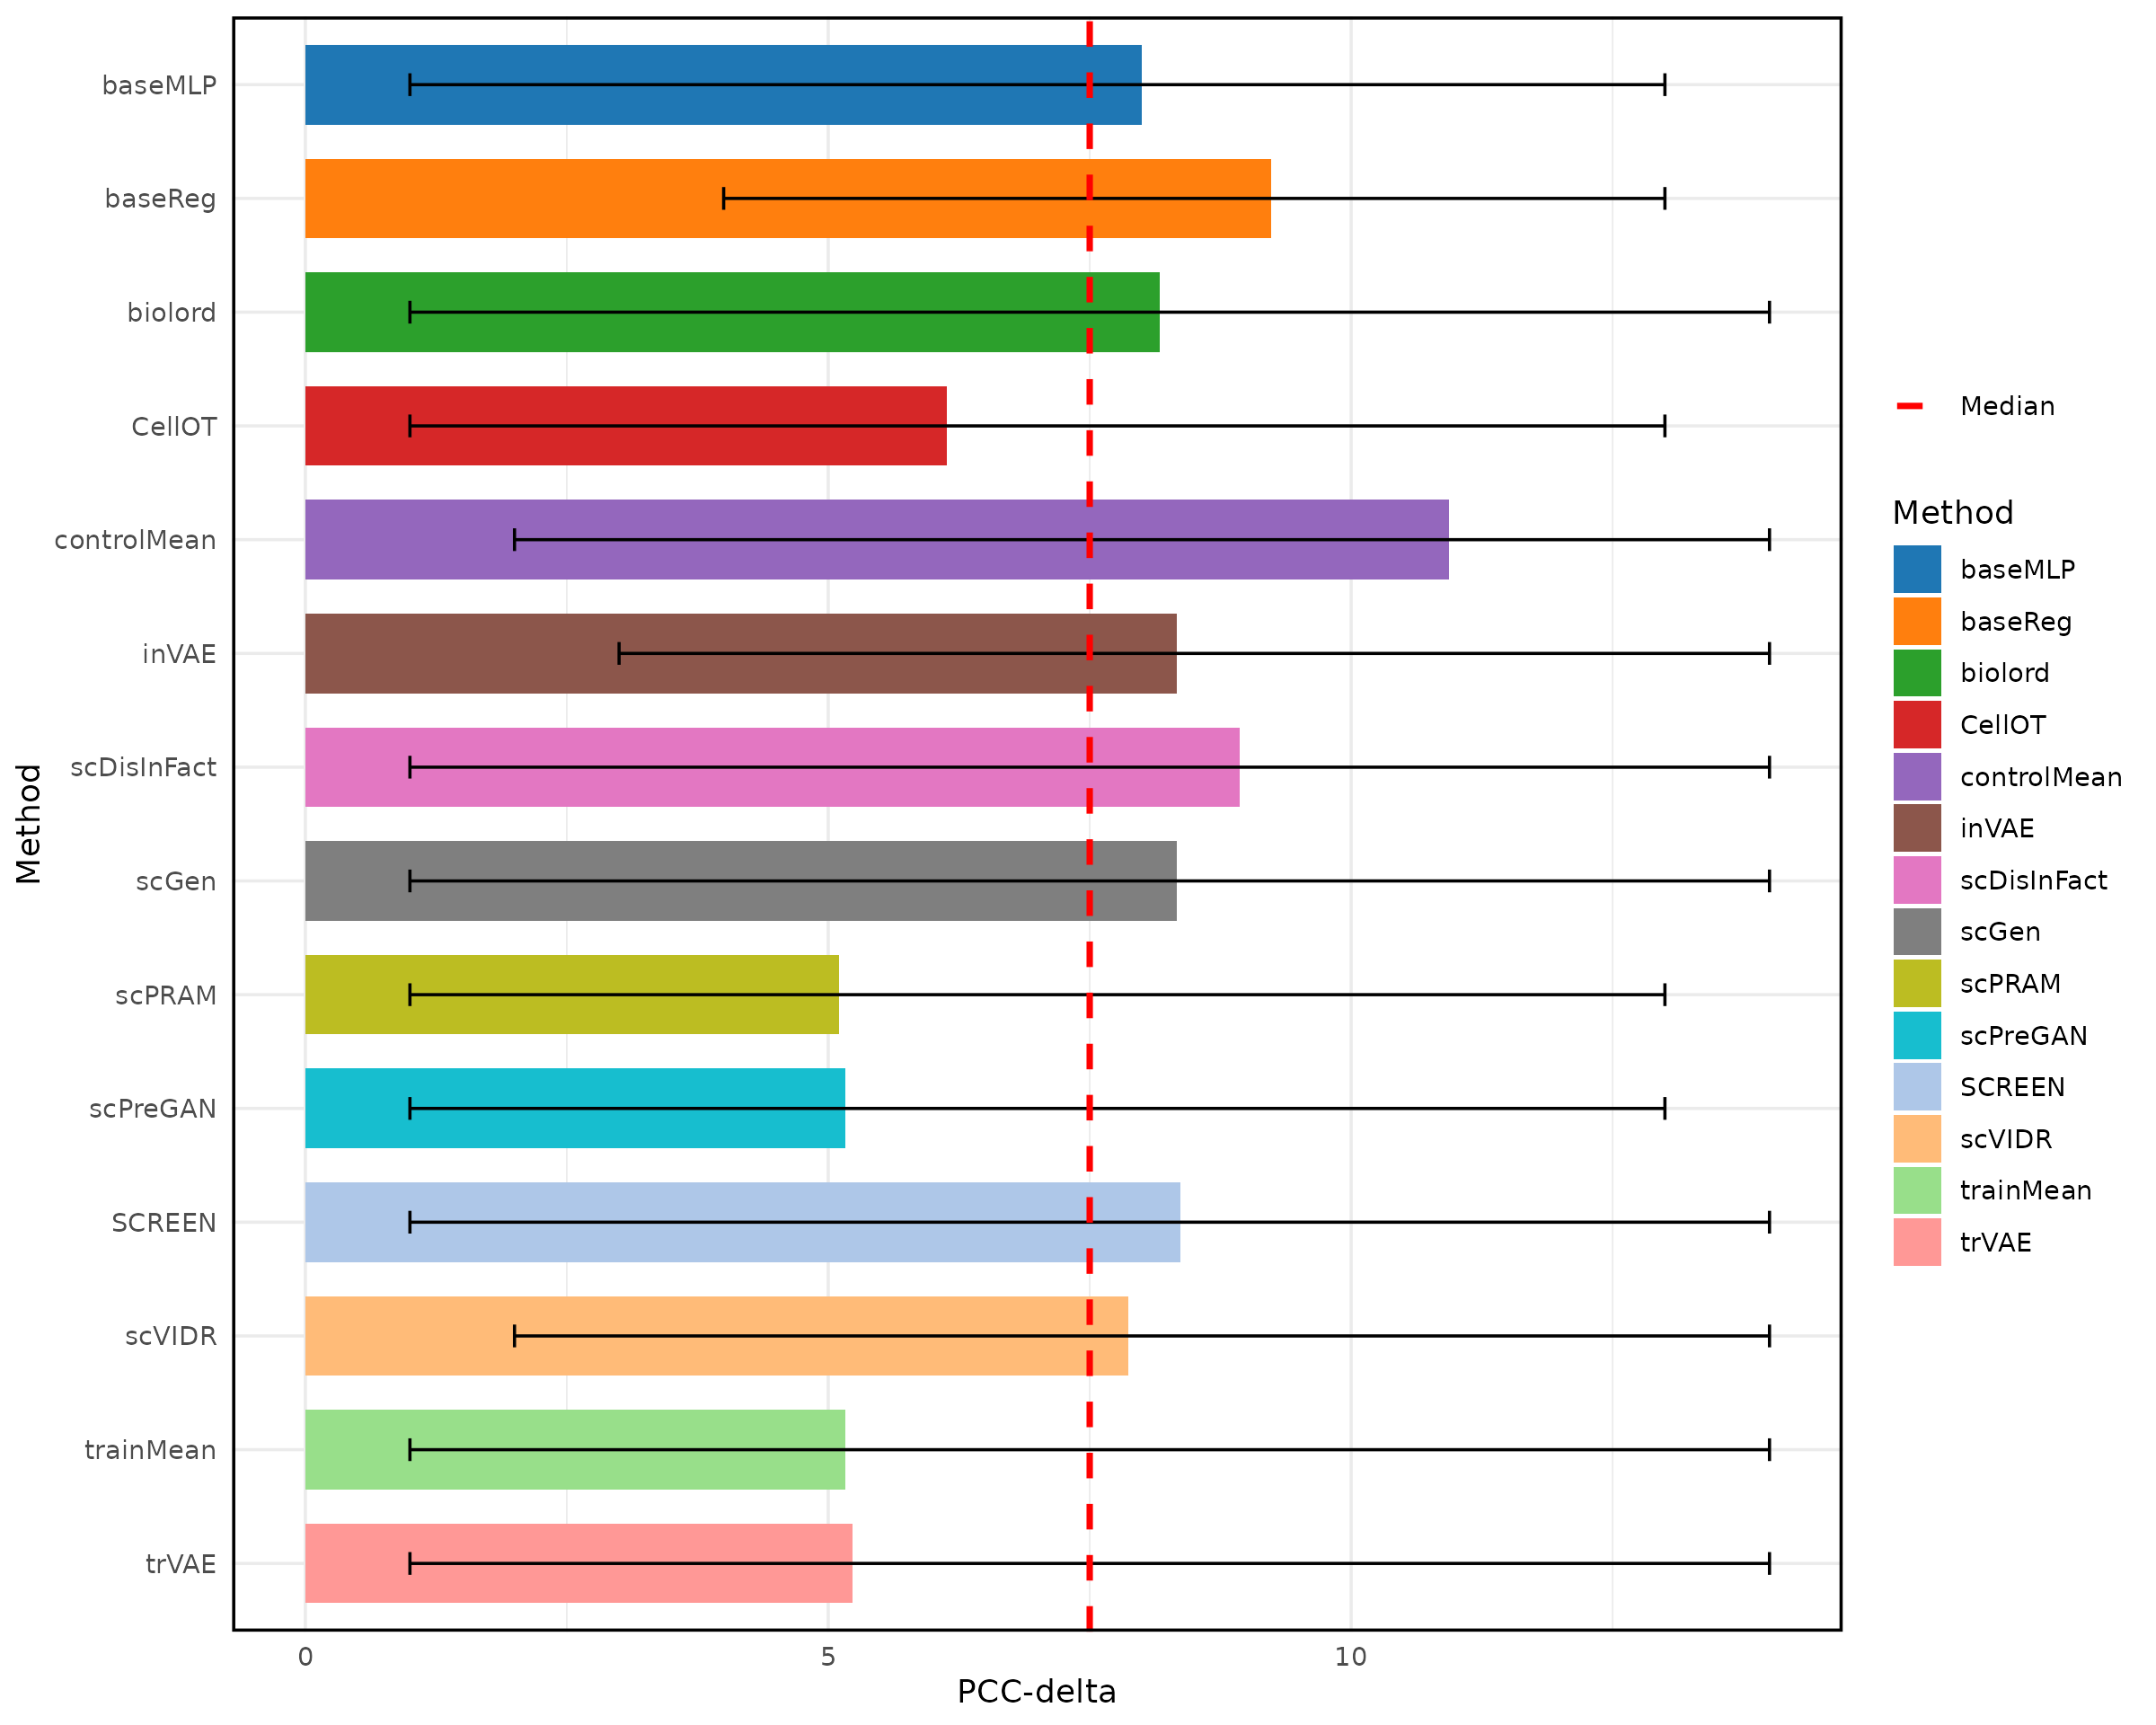 baseMLP
baseReg
biolord
CellOT
controlMean
inVAE
scDisInFact
scGen
scPRAM
scPreGAN
SCREEN
scVIDR
trainMean
trVAE
Method
0 5 10
PCC-delta
Median
Method
baseMLP
baseReg
biolord
CellOT
controlMean
inVAE
scDisInFact
scGen
scPRAM
scPreGAN
SCREEN
scVIDR
trainMean
trVAE